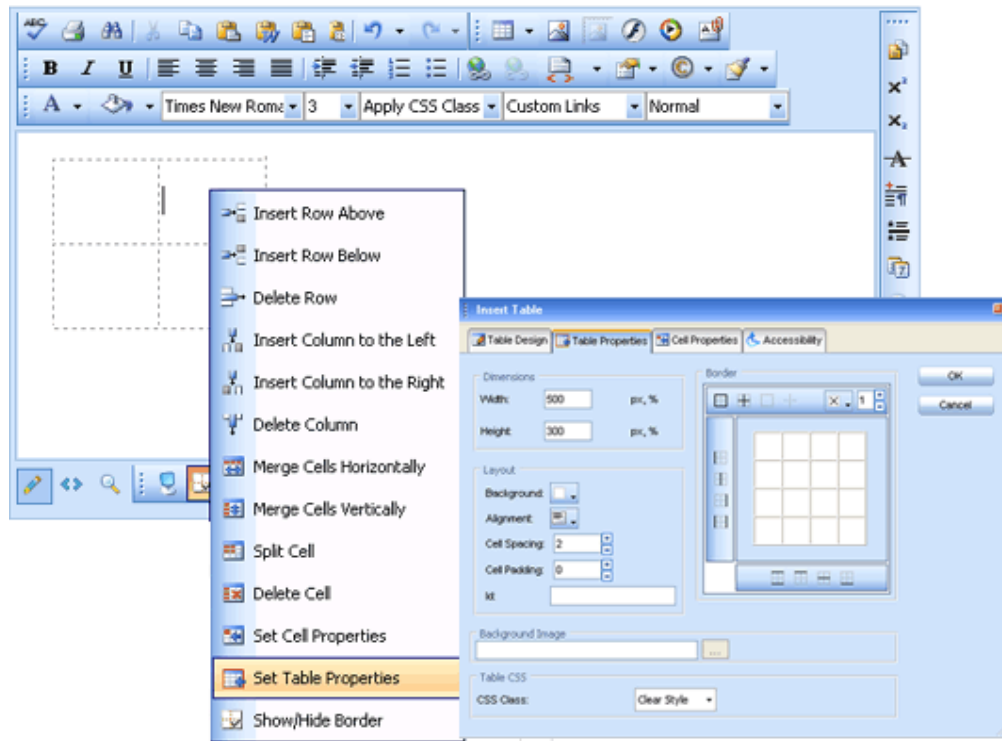 ABC
B I U
A Times New Roma 3 Apply CSS Class Custom Links Normal
Insert Row Above
Insert Row Below
Delete Row
Insert Column to the Left
Insert Column to the Right
Delete Column
Merge Cells Horizontally
Merge Cells Vertically
Split Cell
Delete Cell
Set Cell Properties
Set Table Properties
Show/Hide Border
Insert Table
Table Design Table Properties Cell Properties Accessibility
Dimensions
Width: 500 px, %
Height: 300 px, %
Layout
Background:
Alignment:
Cell Spacing: 2
Cell Padding: 0
Id:
Border
1
OK
Cancel
Background Image
...
Table CSS
CSS Class: Clear Style